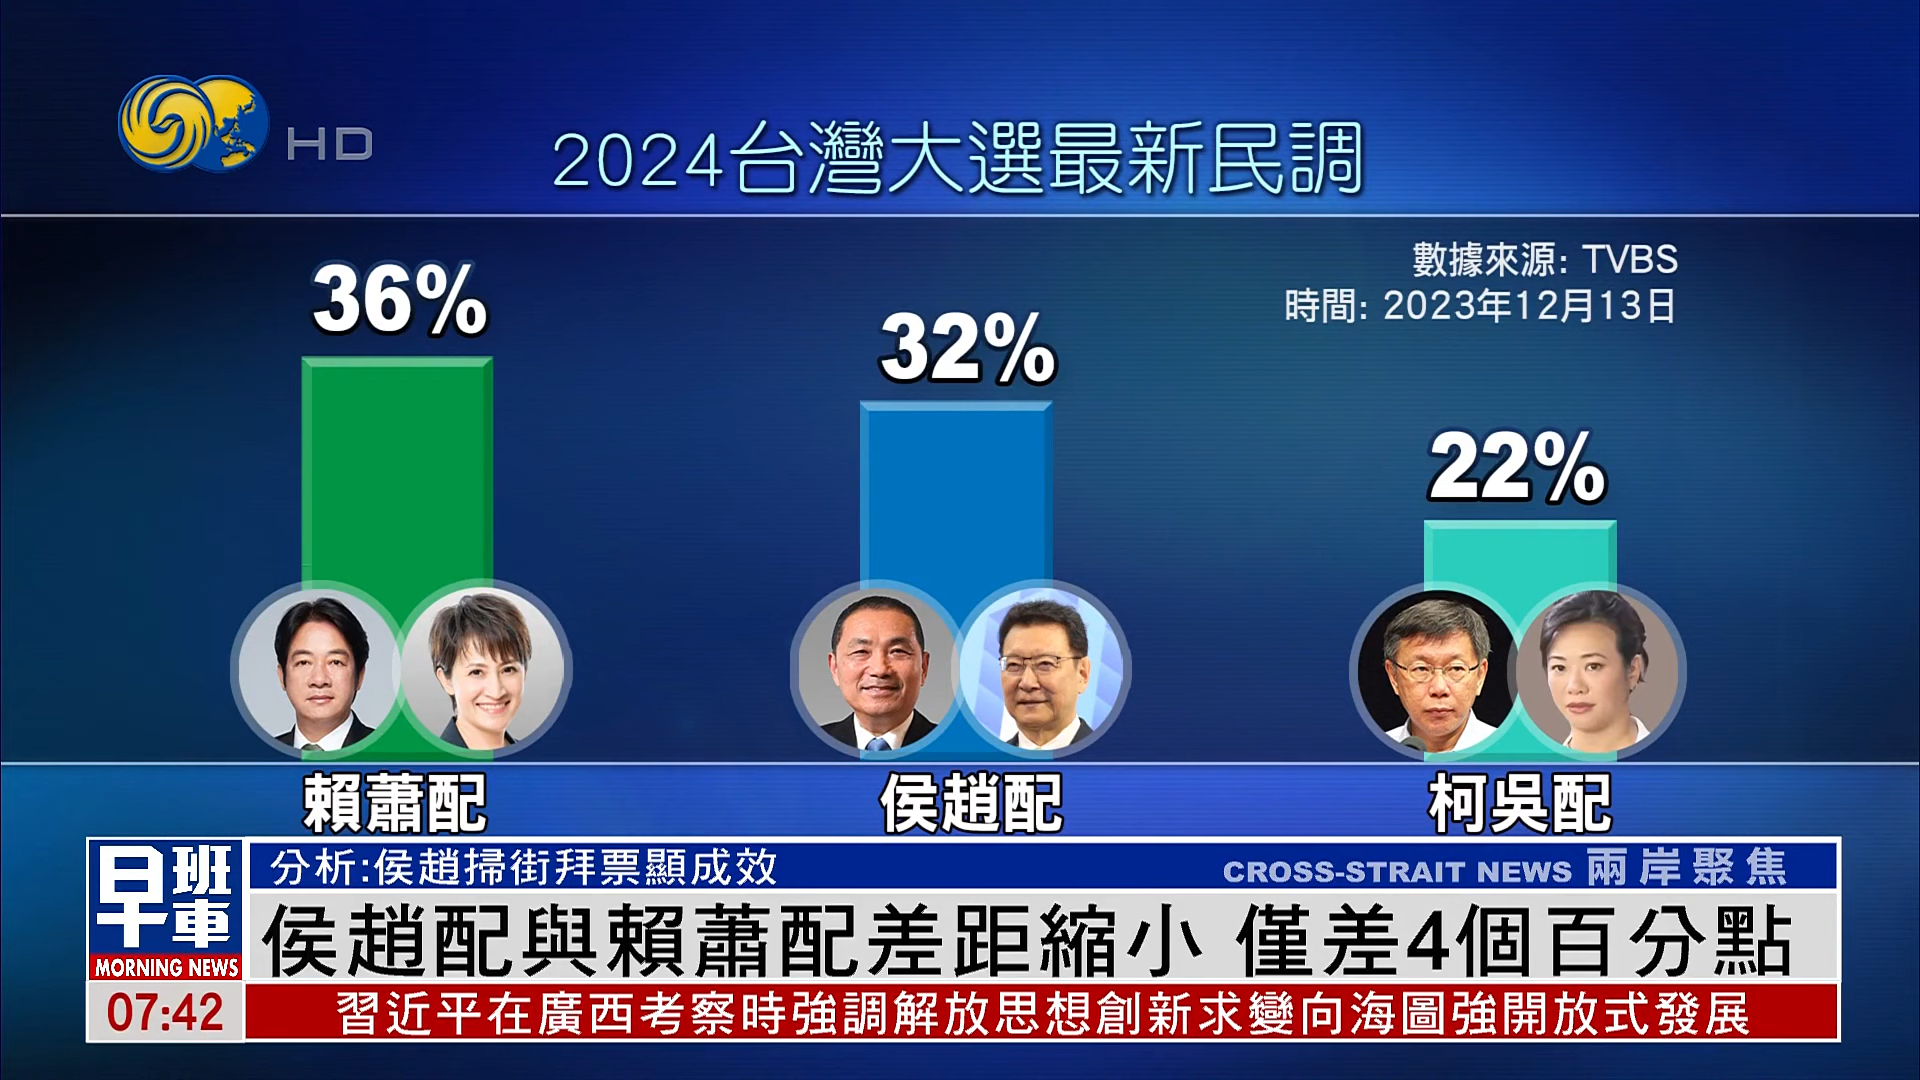 HD
2024台灣大選最新民調
數據來源: TVBS
時間: 2023年12月13日
36%
32%
22%
賴蕭配
侯趙配
柯吳配
早班車
MORNING NEWS
分析:侯趙掃街拜票顯成效
CROSS-STRAIT NEWS 兩岸聚焦
侯趙配與賴蕭配差距縮小 僅差4個百分點
07:42
習近平在廣西考察時強調解放思想創新求變向海圖強開放式發展